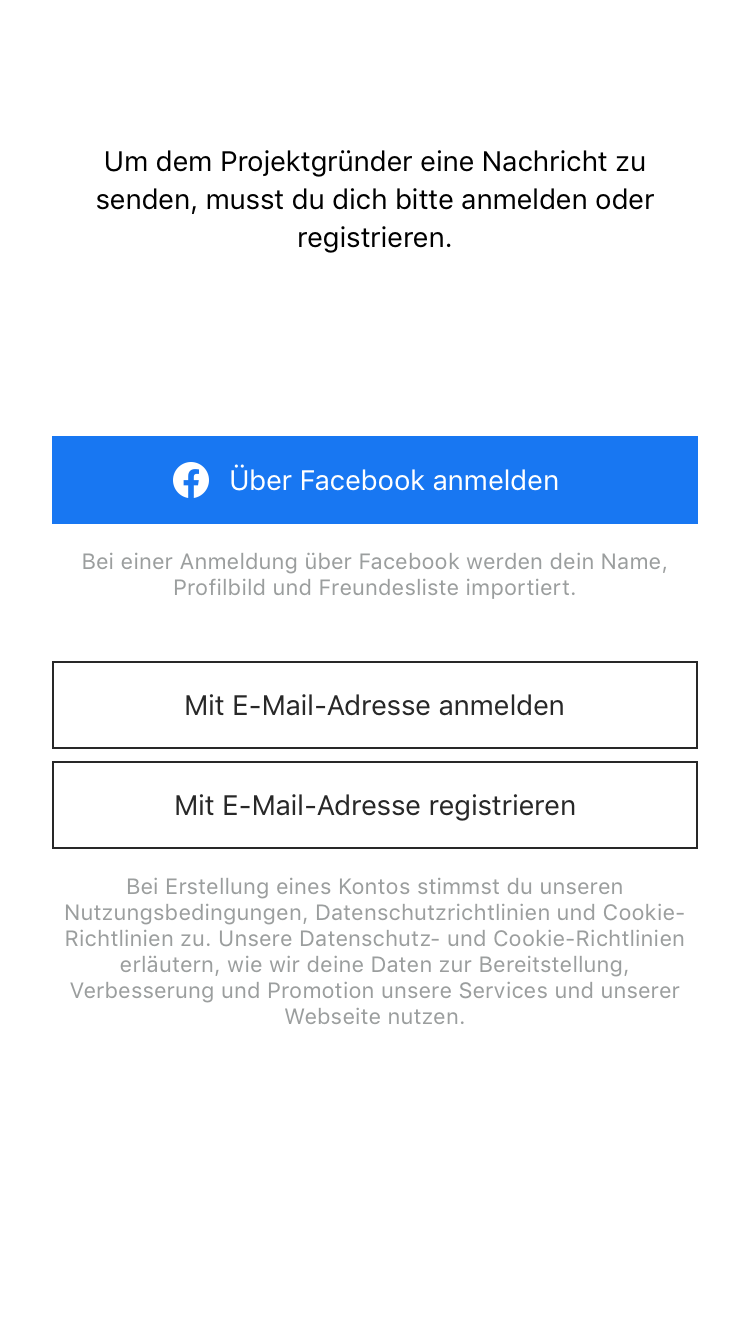 Um dem Projektgründer eine Nachricht zu
senden, musst du dich bitte anmelden oder
registrieren.
Über Facebook anmelden
Bei einer Anmeldung über Facebook werden dein Name,
Profilbild und Freundesliste importiert.
Mit E-Mail-Adresse anmelden
Mit E-Mail-Adresse registrieren
Bei Erstellung eines Kontos stimmst du unseren
Nutzungsbedingungen, Datenschutzrichtlinien und Cookie-
Richtlinien zu. Unsere Datenschutz- und Cookie-Richtlinien
erläutern, wie wir deine Daten zur Bereitstellung,
Verbesserung und Promotion unsere Services und unserer
Webseite nutzen.